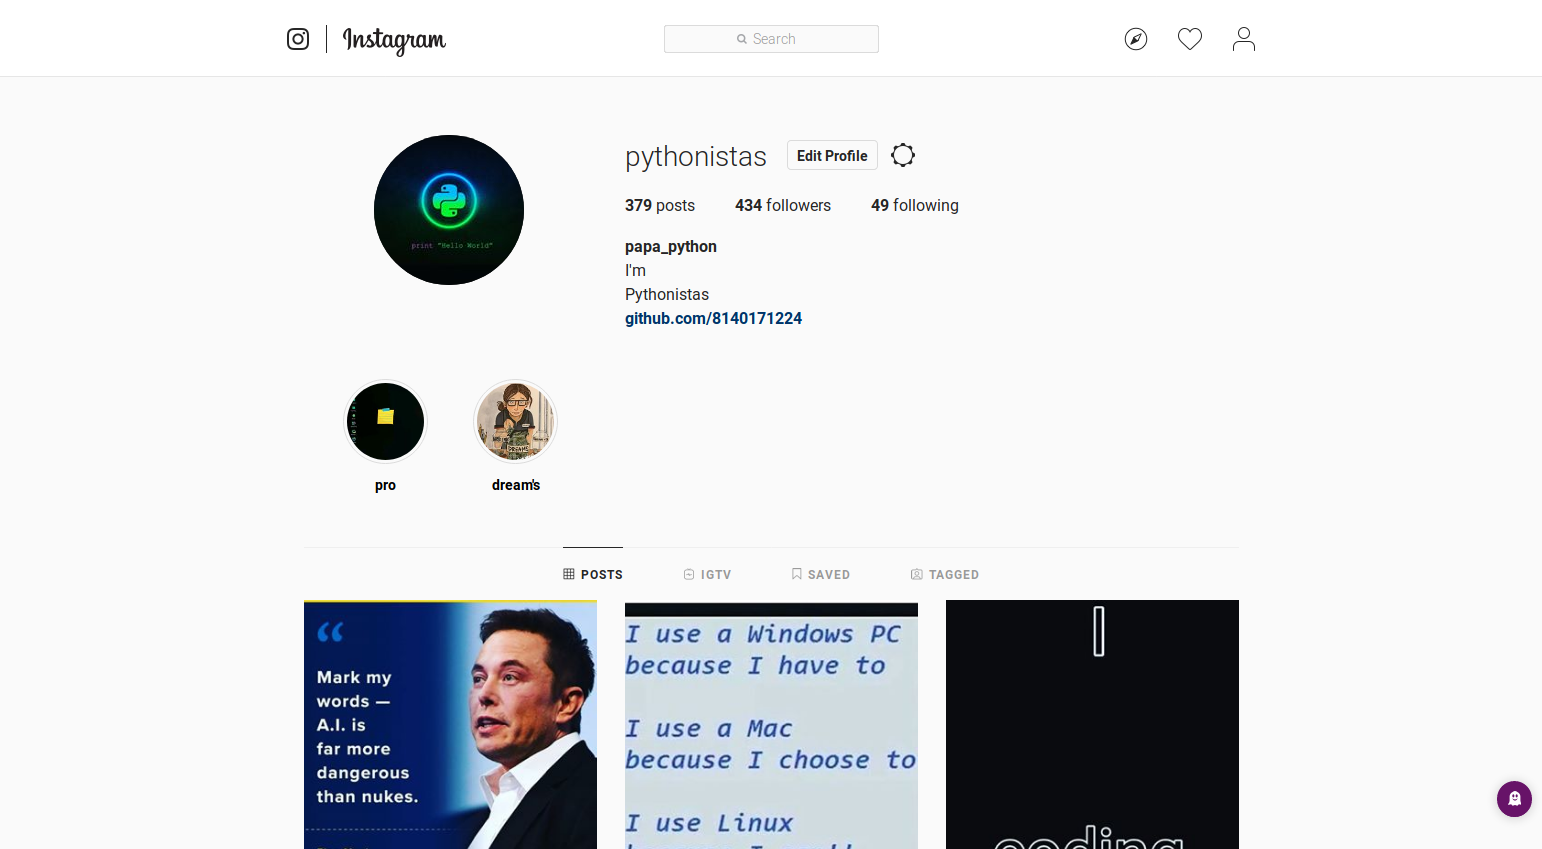 Instagram
Search
pythonistas
Edit Profile
379 posts 434 followers 49 following
papa_python
I'm
Pythonistas
github.com/8140171224
print "Hello World"
pro
dream's
POSTS IGTV SAVED TAGGED
“
Mark my
words —
A.I. is
far more
dangerous
than nukes.
I use a Windows PC
because I have to
I use a Mac
because I choose to
I use Linux
I
coding